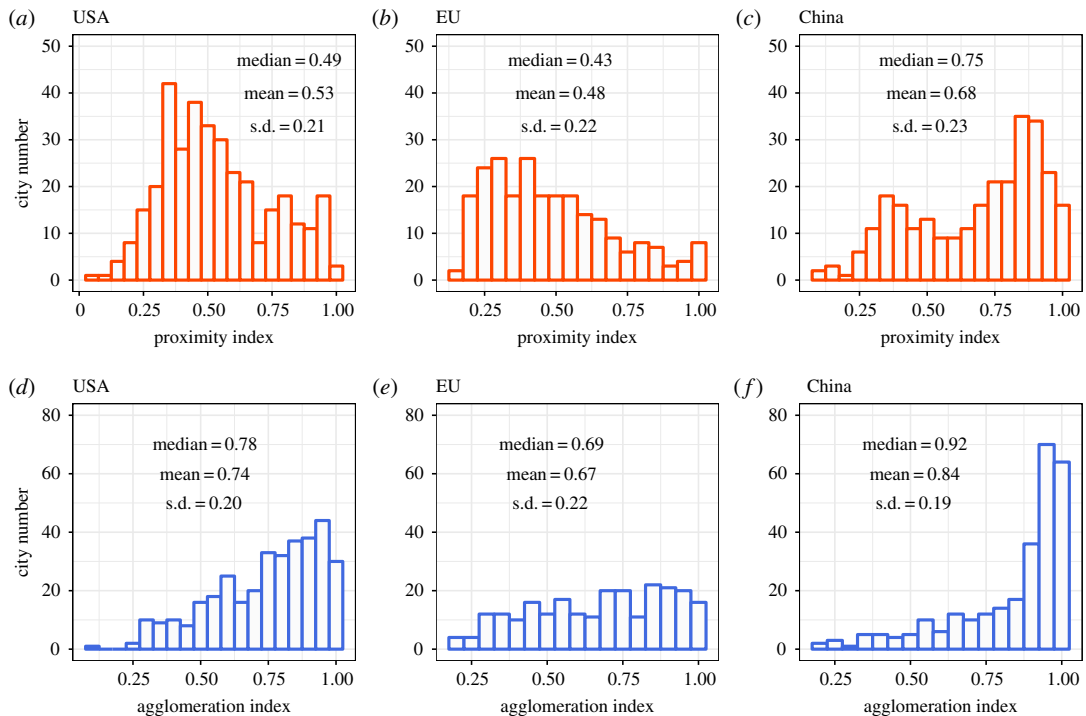 (a) USA
50
40
30
20
10
0
city number
median = 0.49
mean = 0.53
s.d. = 0.21
0 0.25 0.50 0.75 1.00
proximity index
(b) EU
50
40
30
20
10
0
median = 0.43
mean = 0.48
s.d. = 0.22
0.25 0.50 0.75 1.00
proximity index
(c) China
50
40
30
20
10
0
median = 0.75
mean = 0.68
s.d. = 0.23
0.25 0.50 0.75 1.00
proximity index
(d) USA
80
60
40
20
0
city number
median = 0.78
mean = 0.74
s.d. = 0.20
0.25 0.50 0.75 1.00
agglomeration index
(e) EU
80
60
40
20
0
median = 0.69
mean = 0.67
s.d. = 0.22
0.25 0.50 0.75 1.00
agglomeration index
(f) China
80
60
40
20
0
median = 0.92
mean = 0.84
s.d. = 0.19
0.25 0.50 0.75 1.00
agglomeration index